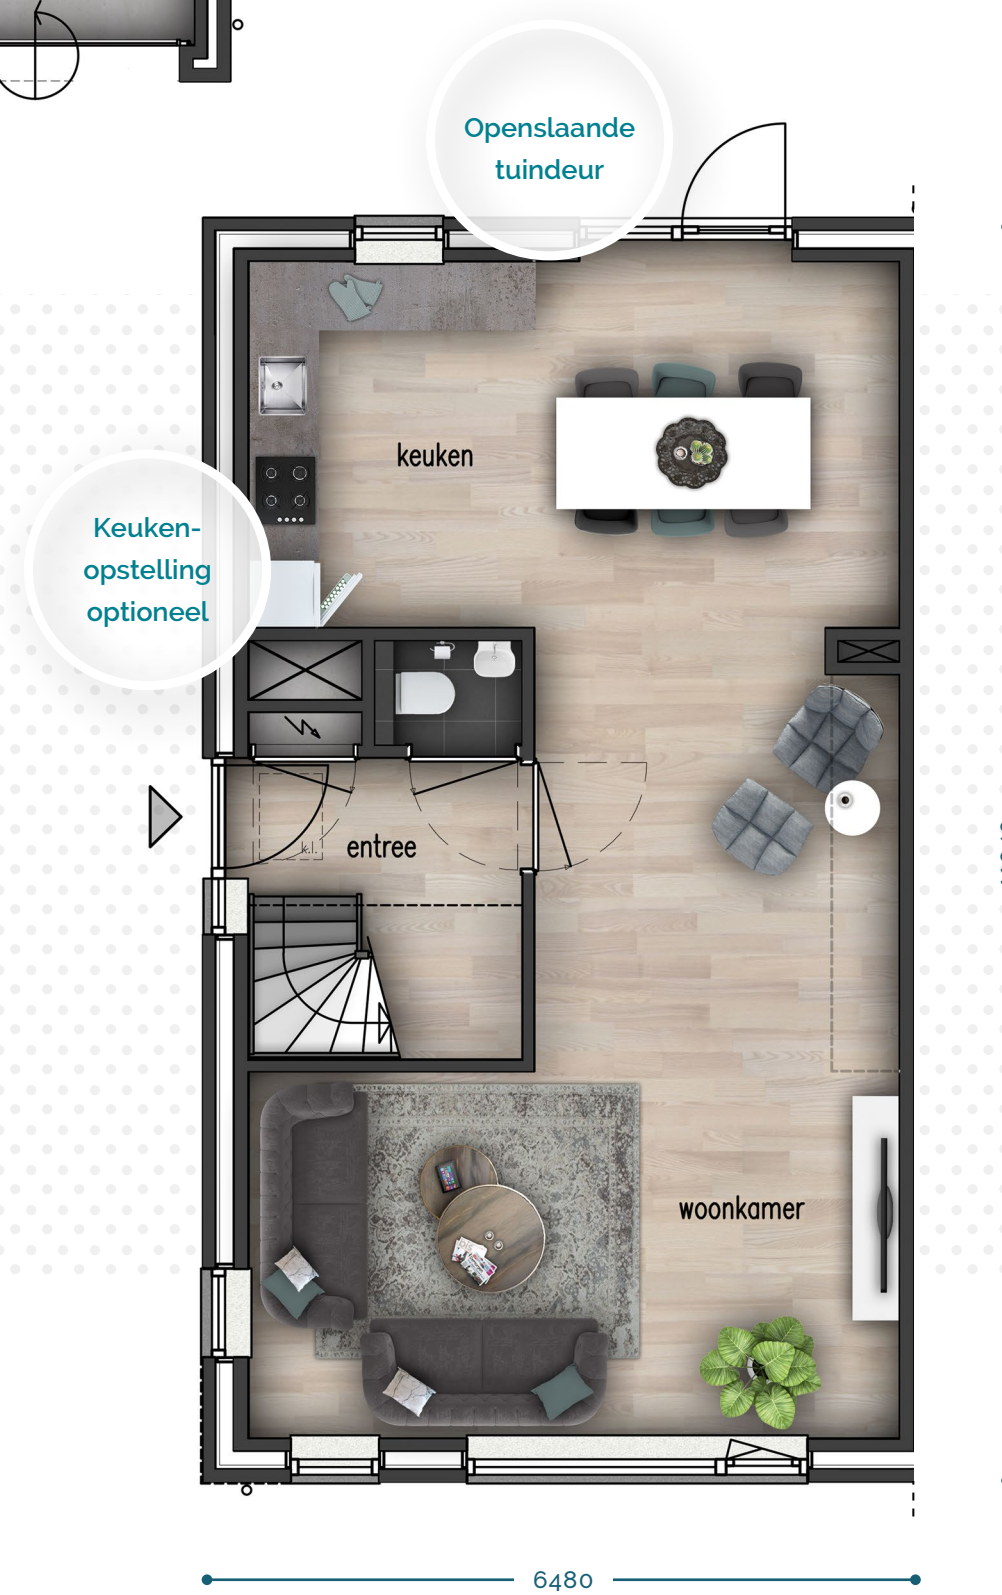 Openslaande
tuindeur
keuken
Keuken-
opstelling
optioneel
k.l.
entree
woonkamer
6480